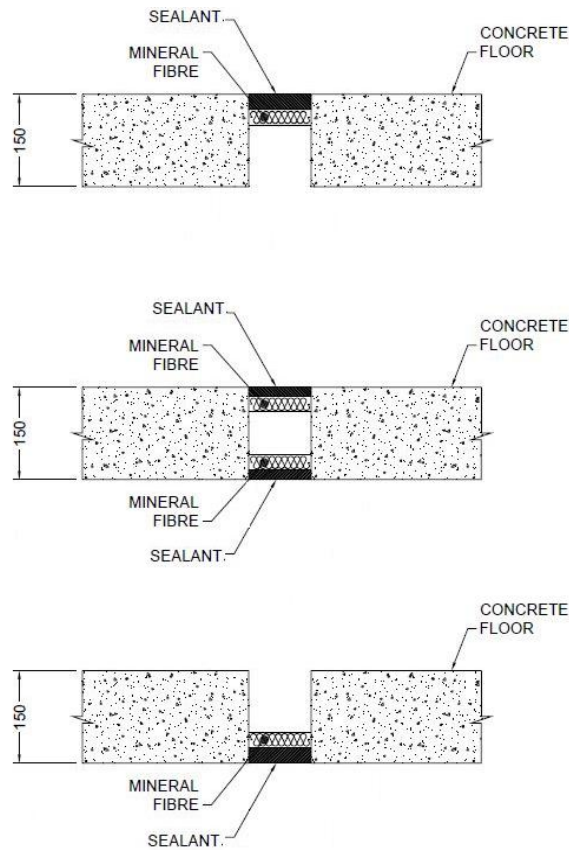 SEALANT.
MINERAL
FIBRE
CONCRETE
FLOOR
150
SEALANT.
MINERAL
FIBRE
CONCRETE
FLOOR
150
MINERAL
FIBRE
SEALANT.
CONCRETE
FLOOR
150
MINERAL
FIBRE
SEALANT.